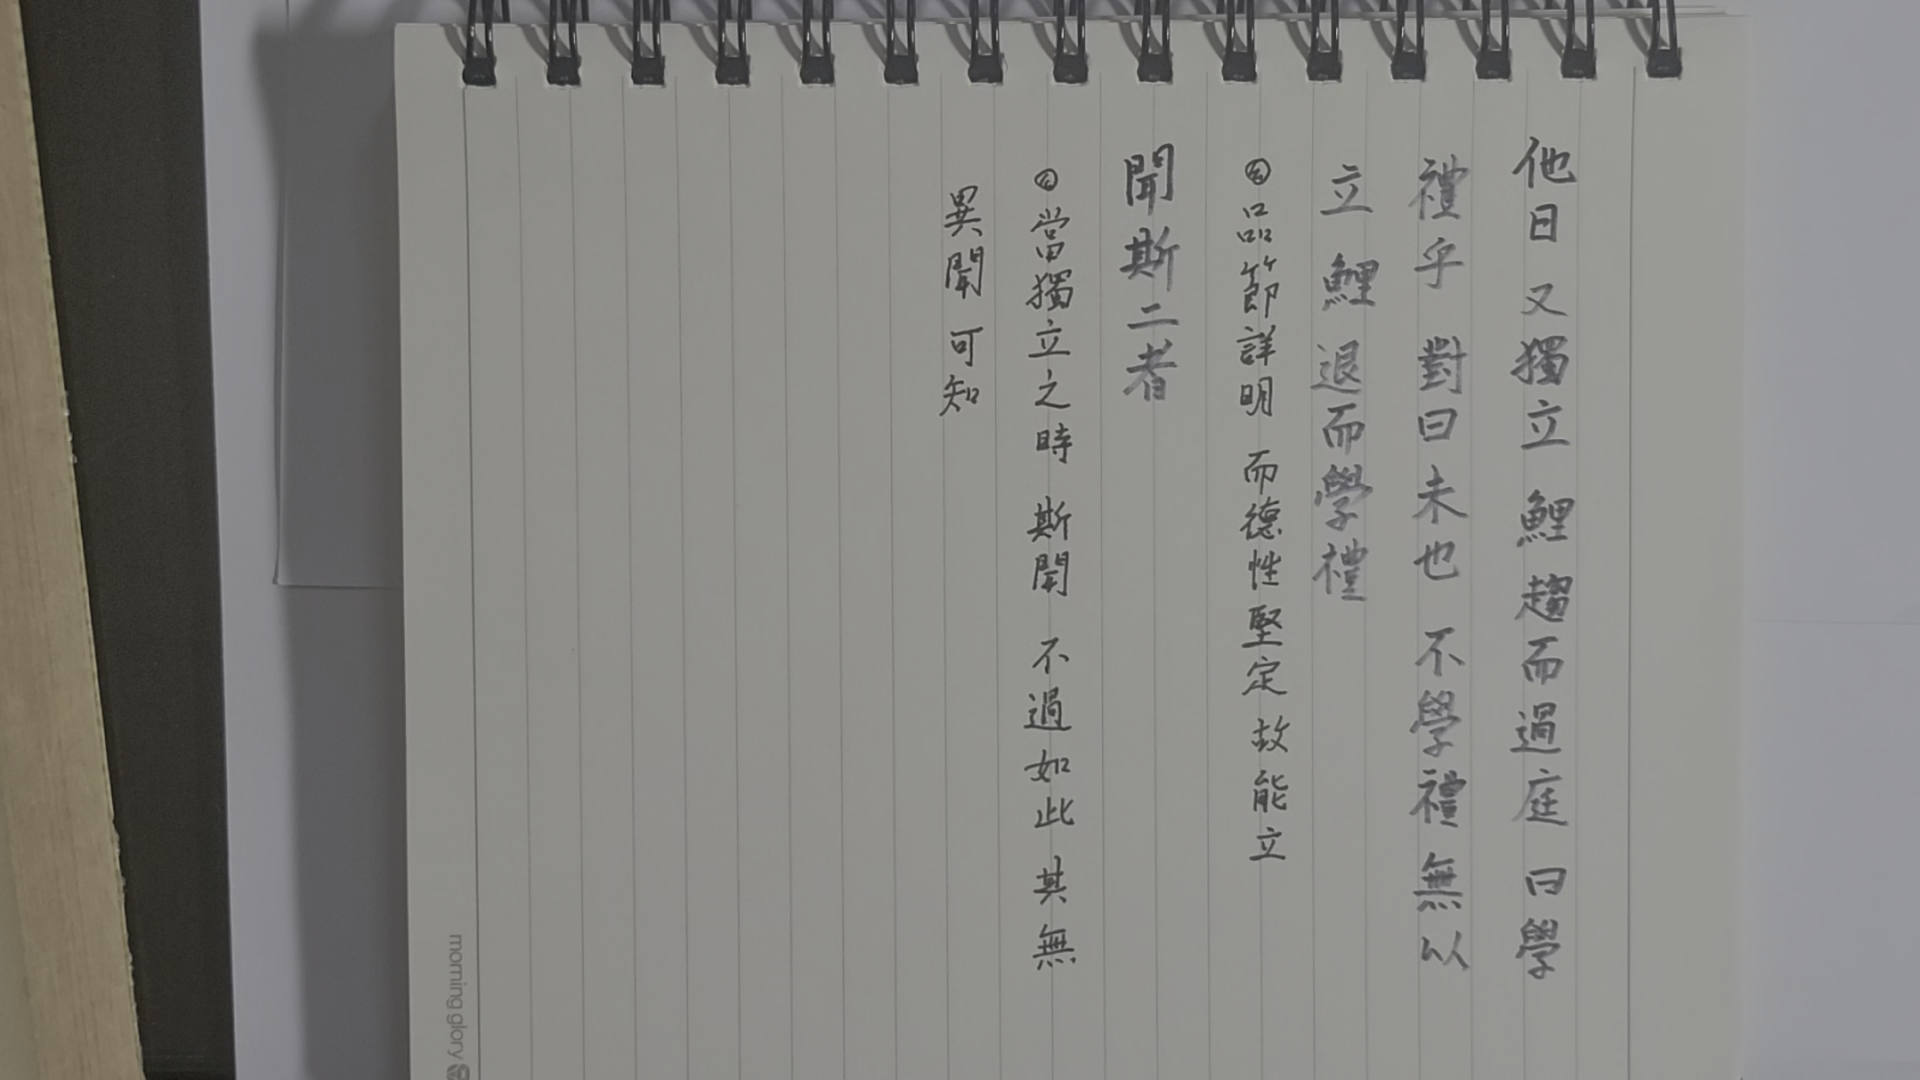 他日 又獨立 鯉 趨而過庭 曰學
禮乎 對曰未也 不學禮 無以
立 鯉 退而學禮
品節詳明 而德性堅定 故能立
聞斯二者
當獨立之時 斯聞 不過如此 其無
異聞 可知
morning glory